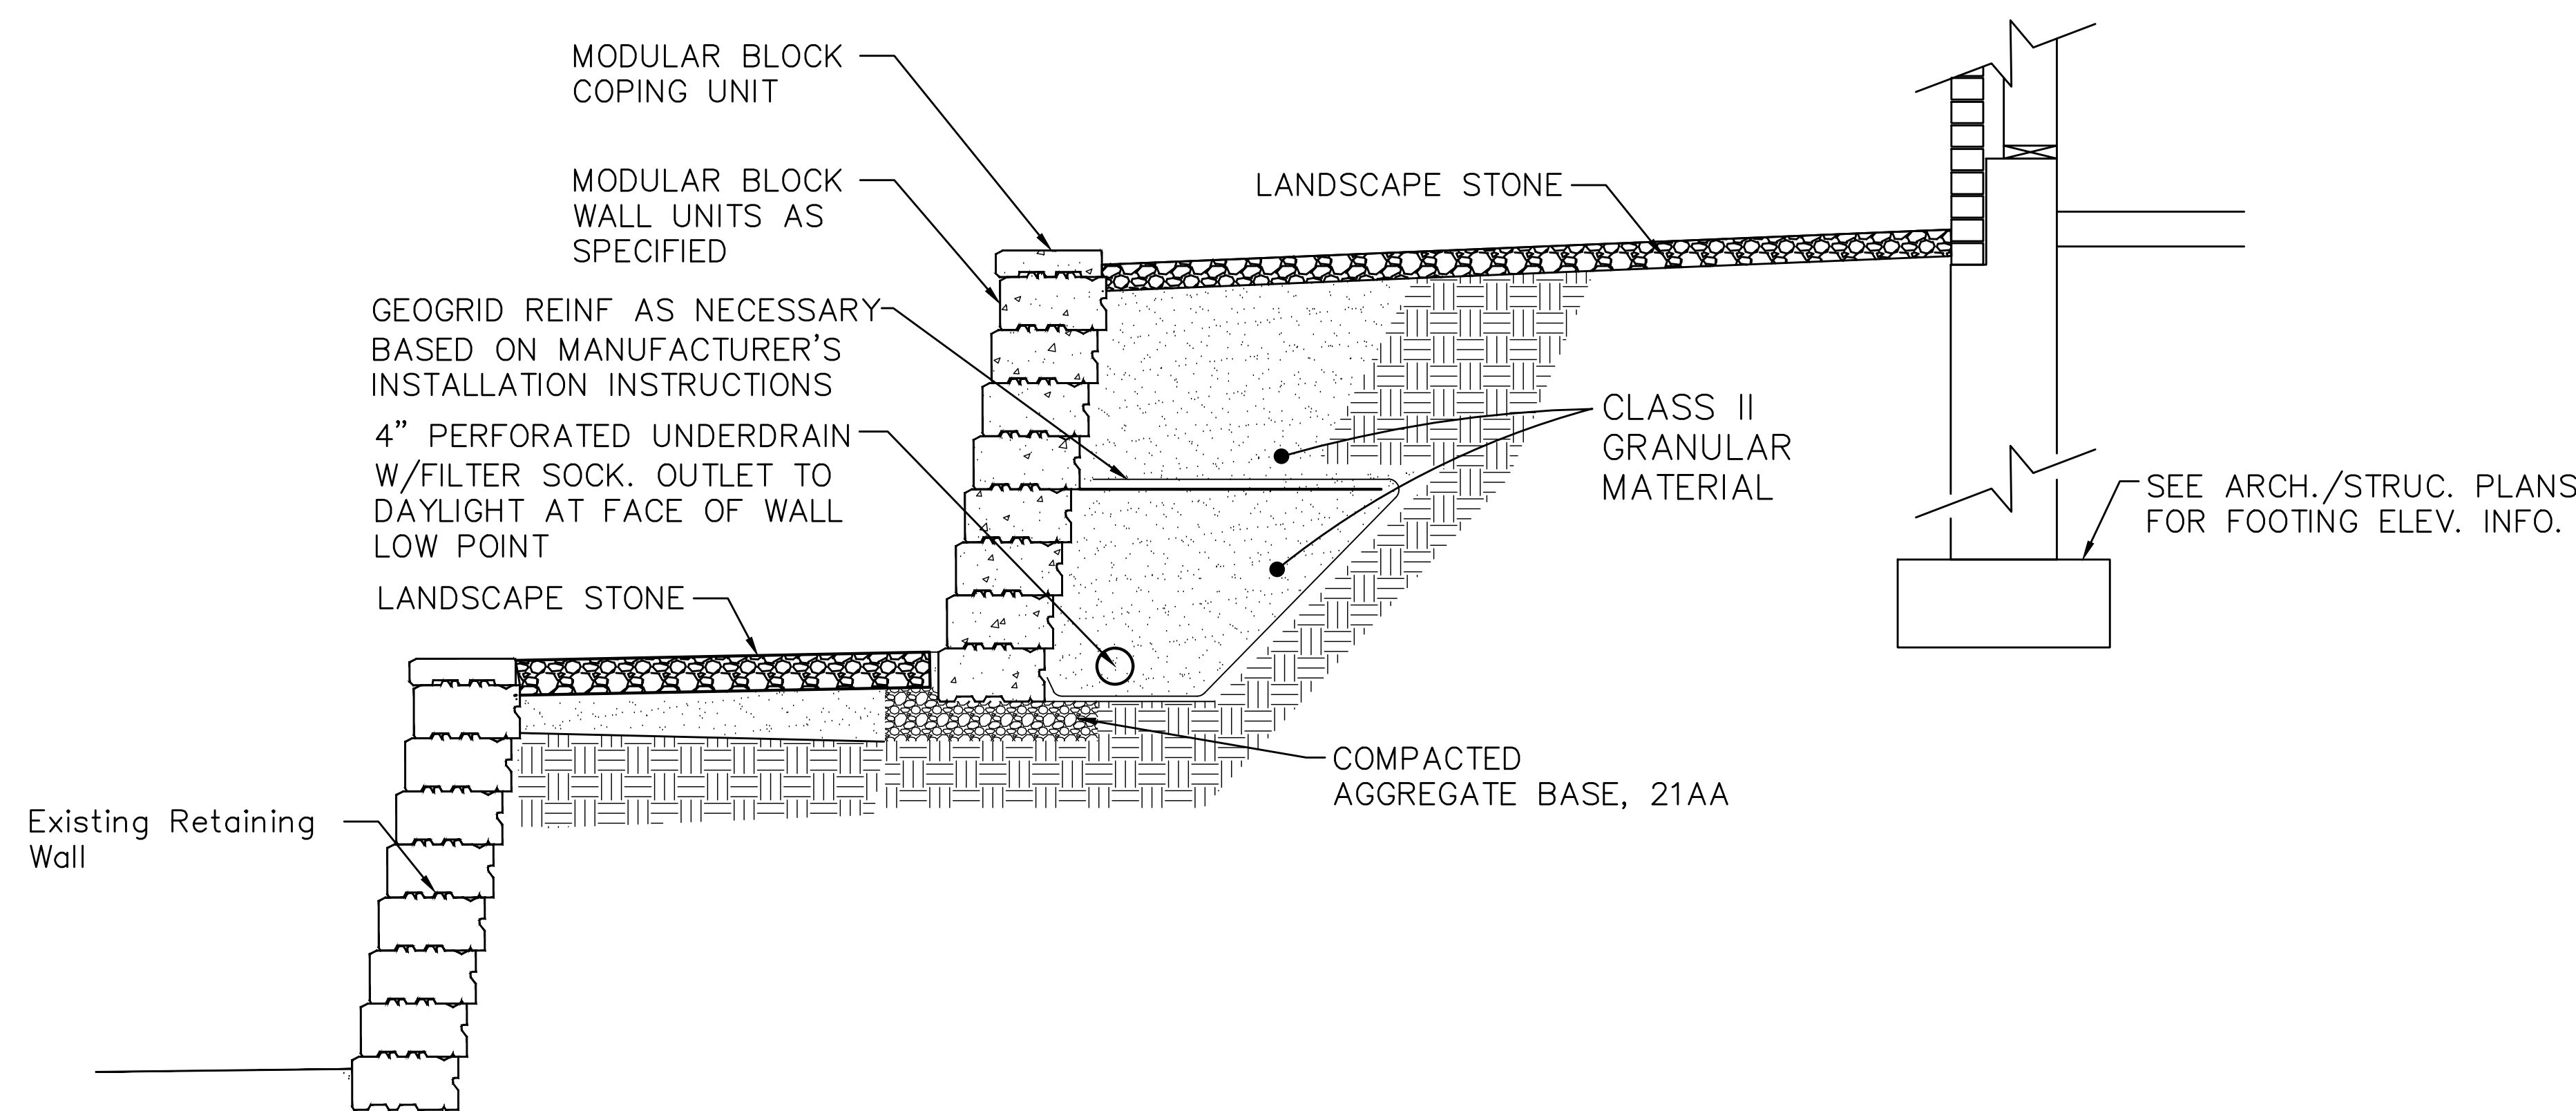 MODULAR BLOCK
COPING UNIT
MODULAR BLOCK
WALL UNITS AS
SPECIFIED
LANDSCAPE STONE
GEOGRID REINF AS NECESSARY
BASED ON MANUFACTURER'S
INSTALLATION INSTRUCTIONS
4" PERFORATED UNDERDRAIN
W/FILTER SOCK. OUTLET TO
DAYLIGHT AT FACE OF WALL
LOW POINT
CLASS II
GRANULAR
MATERIAL
SEE ARCH./STRUC. PLANS
FOR FOOTING ELEV. INFO.
LANDSCAPE STONE
COMPACTED
AGGREGATE BASE, 21AA
Existing Retaining
Wall